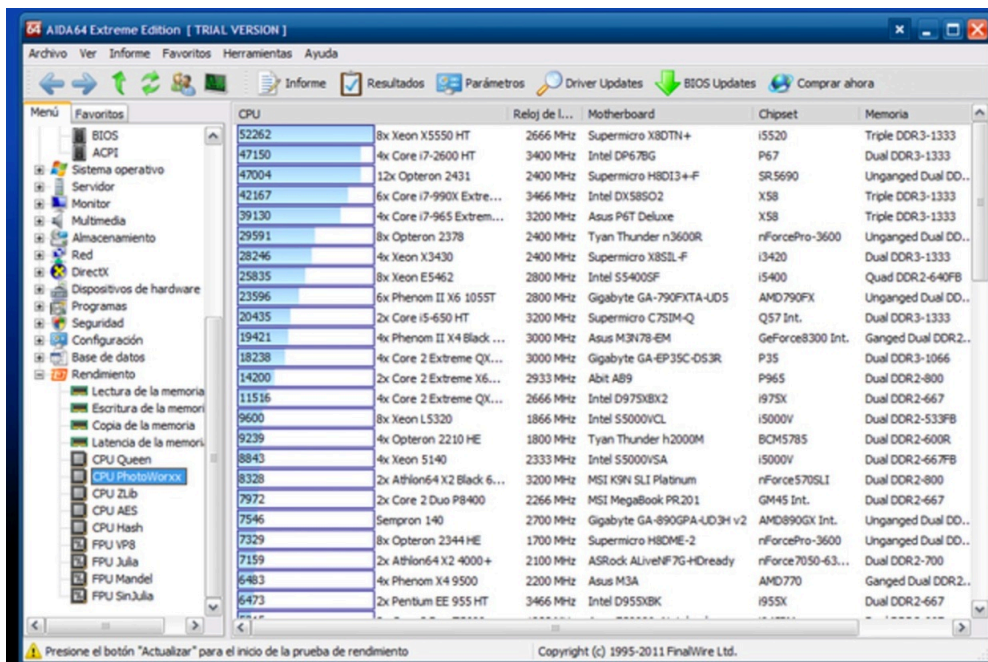 AIDA64 Extreme Edition [ TRIAL VERSION ]
Archivo Ver Informe Favoritos Herramientas Ayuda
Informe Resultados Parámetros Driver Updates BIOS Updates Comprar ahora
Menú Favoritos
BIOS
ACPI
Sistema operativo
Servidor
Monitor
Multimedia
Almacenamiento
Red
DirectX
Dispositivos de hardware
Programas
Seguridad
Configuración
Base de datos
Rendimiento
Lectura de la memoria
Escritura de la memori
Copia de la memoria
Latencia de la memori
CPU Queen
CPU PhotoWorxx
CPU ZLib
CPU AES
CPU Hash
FPU VP8
FPU Julia
FPU Mandel
FPU SinJulia
CPU Reloj de l... Motherboard Chipset Memoria
52262 8x Xeon X5550 HT 2666 MHz Supermicro X8DTN+ i5520 Triple DDR3-1333
47150 4x Core i7-2600 HT 3400 MHz Intel DP67BG P67 Dual DDR3-1333
47004 12x Opteron 2431 2400 MHz Supermicro H8DI3+-F SR5690 Unganged Dual DD...
42167 6x Core i7-990X Extre... 3466 MHz Intel DX58SO2 X58 Triple DDR3-1333
39130 4x Core i7-965 Extrem... 3200 MHz Asus P6T Deluxe X58 Triple DDR3-1333
29591 8x Opteron 2378 2400 MHz Tyan Thunder n3600R nForcePro-3600 Unganged Dual DD...
28246 4x Xeon X3430 2400 MHz Supermicro X8SIL-F i3420 Dual DDR3-1333
25835 8x Xeon E5462 2800 MHz Intel S5400SF i5400 Quad DDR2-640FB
23596 6x Phenom II X6 1055T 2800 MHz Gigabyte GA-790FXTA-UD5 AMD790FX Unganged Dual DD...
20435 2x Core i5-650 HT 3200 MHz Supermicro C7SIM-Q Q57 Int. Dual DDR3-1333
19421 4x Phenom II X4 Black ... 3000 MHz Asus M3N78-EM GeForce8300 Int. Ganged Dual DDR2...
18238 4x Core 2 Extreme QX... 3000 MHz Gigabyte GA-EP35C-DS3R P35 Dual DDR3-1066
14200 2x Core 2 Extreme X6... 2933 MHz Abit AB9 P965 Dual DDR2-800
11516 4x Core 2 Extreme QX... 2666 MHz Intel D975XBX2 i975X Dual DDR2-667
9600 8x Xeon L5320 1866 MHz Intel S5000VCL i5000V Dual DDR2-533FB
9239 4x Opteron 2210 HE 1800 MHz Tyan Thunder h2000M BCM5785 Dual DDR2-600R
8843 4x Xeon 5140 2333 MHz Intel S5000VSA i5000V Dual DDR2-667FB
8328 2x Athlon64 X2 Black 6... 3200 MHz MSI K9N SLI Platinum nForce570SLI Dual DDR2-800
7972 2x Core 2 Duo P8400 2266 MHz MSI MegaBook PR201 GM45 Int. Dual DDR2-667
7546 Sempron 140 2700 MHz Gigabyte GA-890GPA-UD3H v2 AMD890GX Int. Unganged Dual DD...
7329 8x Opteron 2344 HE 1700 MHz Supermicro H8DME-2 nForcePro-3600 Unganged Dual DD...
7159 2x Athlon64 X2 4000+ 2100 MHz ASRock ALiveNF7G-HDready nForce7050-63... Dual DDR2-700
6483 4x Phenom X4 9500 2200 MHz Asus M3A AMD770 Ganged Dual DDR2...
6473 2x Pentium EE 955 HT 3466 MHz Intel D955XBK i955X Dual DDR2-667
Presione el botón "Actualizar" para el inicio de la prueba de rendimiento Copyright (c) 1995-2011 FinalWire Ltd.